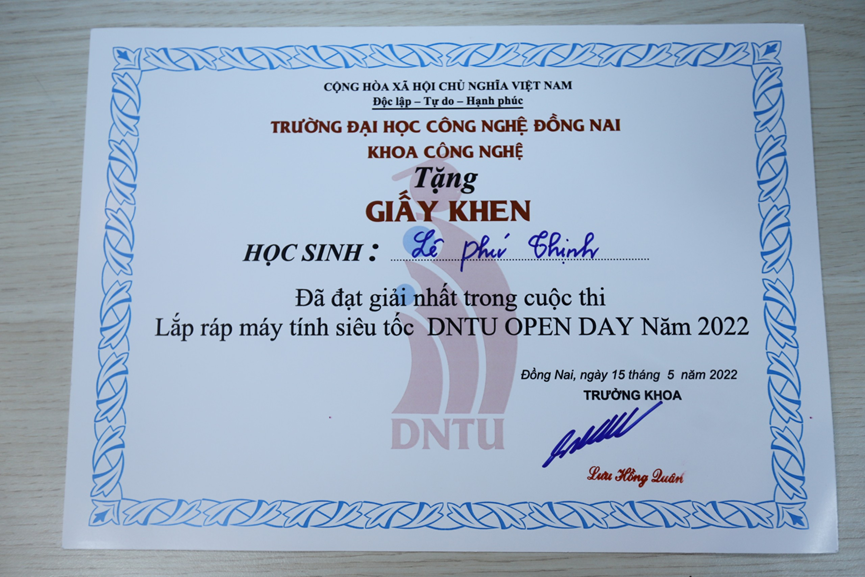 CỘNG HÒA XÃ HỘI CHỦ NGHĨA VIỆT NAM
Độc lập – Tự do – Hạnh phúc
TRƯỜNG ĐẠI HỌC CÔNG NGHỆ ĐỒNG NAI
KHOA CÔNG NGHỆ
Tặng
GIẤY KHEN
HỌC SINH : Lê Phú Thịnh
Đã đạt giải nhất trong cuộc thi
Lắp ráp máy tính siêu tốc DNTU OPEN DAY Năm 2022
Đồng Nai, ngày 15 tháng 5 năm 2022
TRƯỞNG KHOA
DNTU
Lưu Hồng Quân